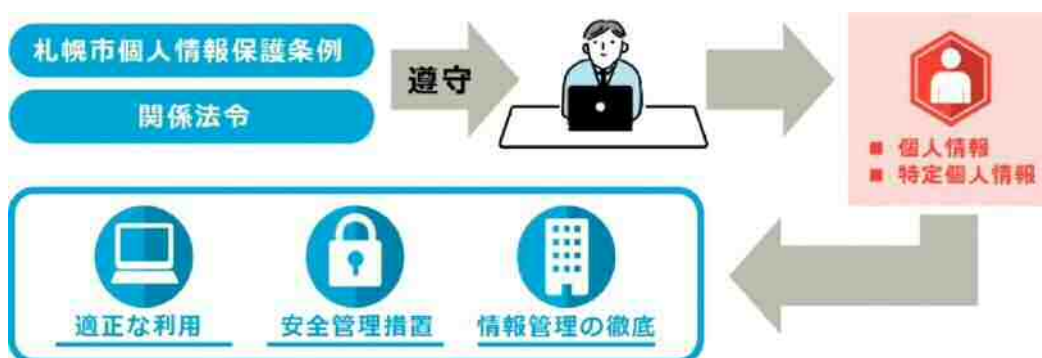 札幌市個人情報保護条例
関係法令
遵守
■ 個人情報
■ 特定個人情報
適正な利用
安全管理措置
情報管理の徹底